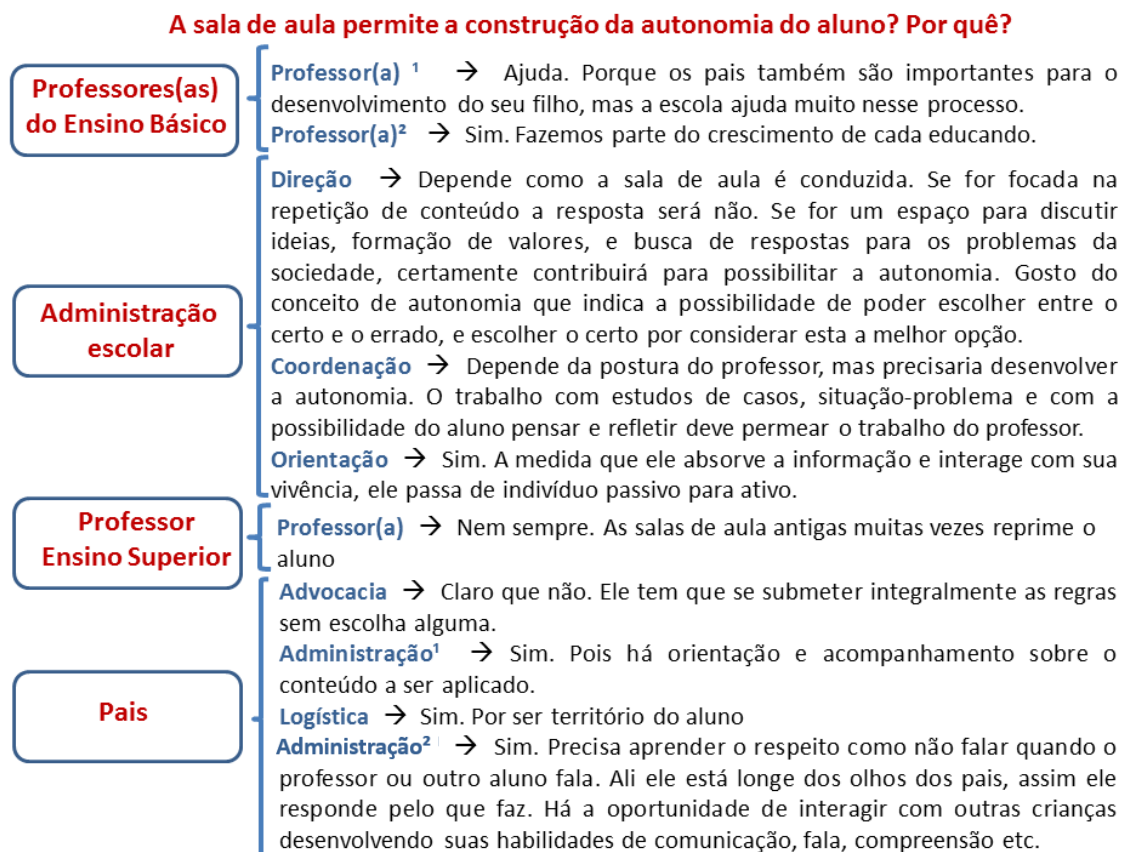 A sala de aula permite a construção da autonomia do aluno? Por quê?
Professores(as)
do Ensino Básico
Professor(a) ¹ → Ajuda. Porque os pais também são importantes para o
desenvolvimento do seu filho, mas a escola ajuda muito nesse processo.
Professor(a)² → Sim. Fazemos parte do crescimento de cada educando.
Administração
escolar
Direção → Depende como a sala de aula é conduzida. Se for focada na
repetição de conteúdo a resposta será não. Se for um espaço para discutir
ideias, formação de valores, e busca de respostas para os problemas da
sociedade, certamente contribuirá para possibilitar a autonomia. Gosto do
conceito de autonomia que indica a possibilidade de poder escolher entre o
certo e o errado, e escolher o certo por considerar esta a melhor opção.
Coordenação → Depende da postura do professor, mas precisaria desenvolver
a autonomia. O trabalho com estudos de casos, situação-problema e com a
possibilidade do aluno pensar e refletir deve permear o trabalho do professor.
Orientação → Sim. A medida que ele absorve a informação e interage com sua
vivência, ele passa de indivíduo passivo para ativo.
Professor
Ensino Superior
Professor(a) → Nem sempre. As salas de aula antigas muitas vezes reprime o
aluno
Pais
Advocacia → Claro que não. Ele tem que se submeter integralmente as regras
sem escolha alguma.
Administração¹ → Sim. Pois há orientação e acompanhamento sobre o
conteúdo a ser aplicado.
Logística → Sim. Por ser território do aluno
Administração² → Sim. Precisa aprender o respeito como não falar quando o
professor ou outro aluno fala. Ali ele está longe dos olhos dos pais, assim ele
responde pelo que faz. Há a oportunidade de interagir com outras crianças
desenvolvendo suas habilidades de comunicação, fala, compreensão etc.